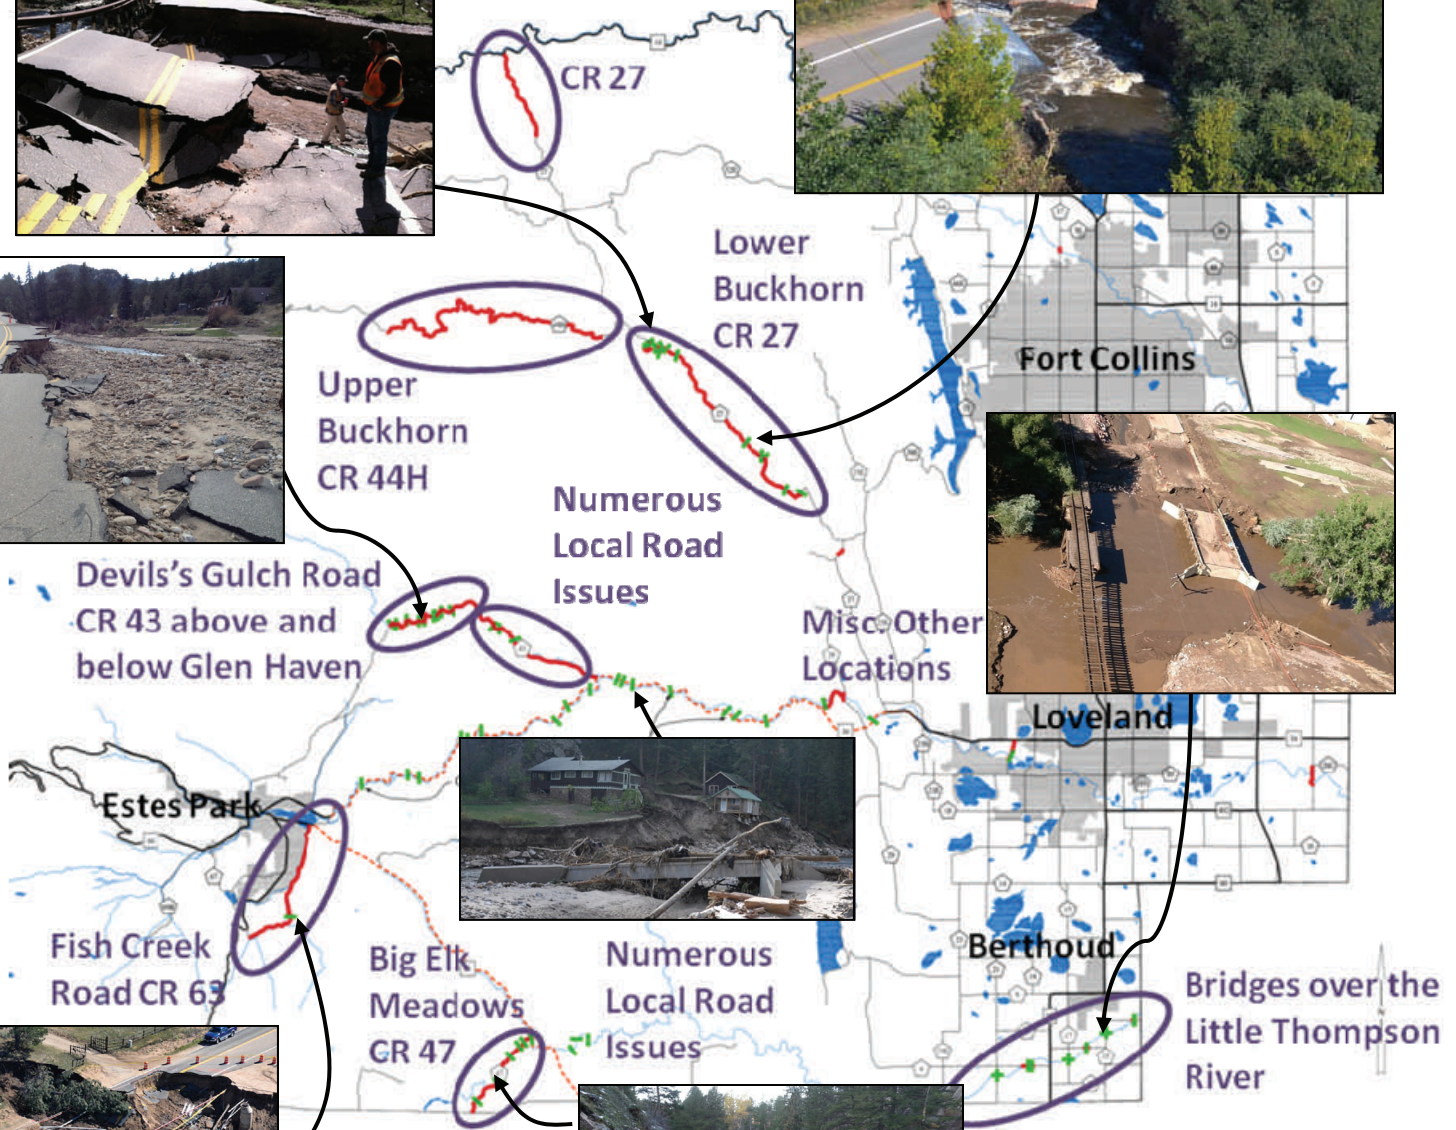 CR 27
Lower
Buckhorn
CR 27
Fort Collins
Upper
Buckhorn
CR 44H
Numerous
Local Road
Issues
Devils's Gulch Road
CR 43 above and
below Glen Haven
Misc. Other
Locations
Loveland
Estes Park
Fish Creek
Road CR 63
Big Elk
Meadows
CR 47
Numerous
Local Road
Issues
Berthoud
Bridges over the
Little Thompson
River